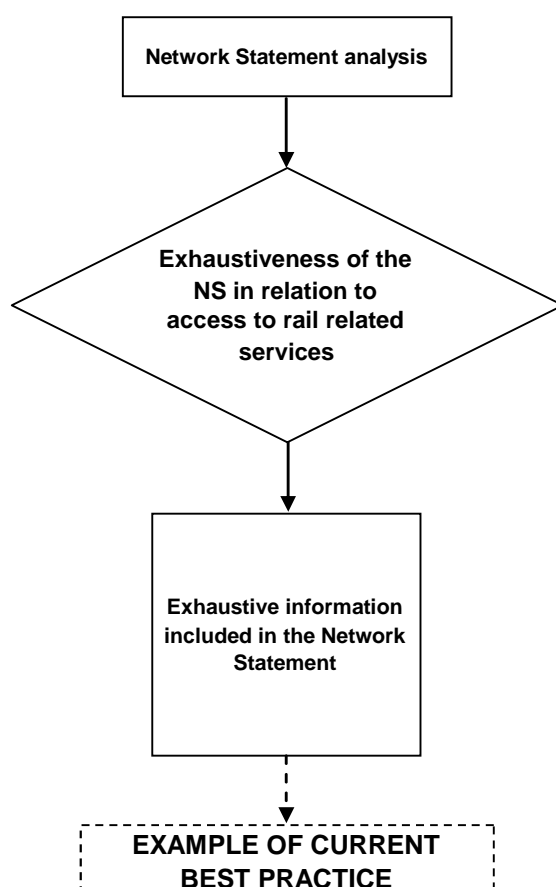 Network Statement analysis
Exhaustiveness of the
NS in relation to
access to rail related
services
Exhaustive information
included in the Network
Statement
EXAMPLE OF CURRENT
BEST PRACTICE